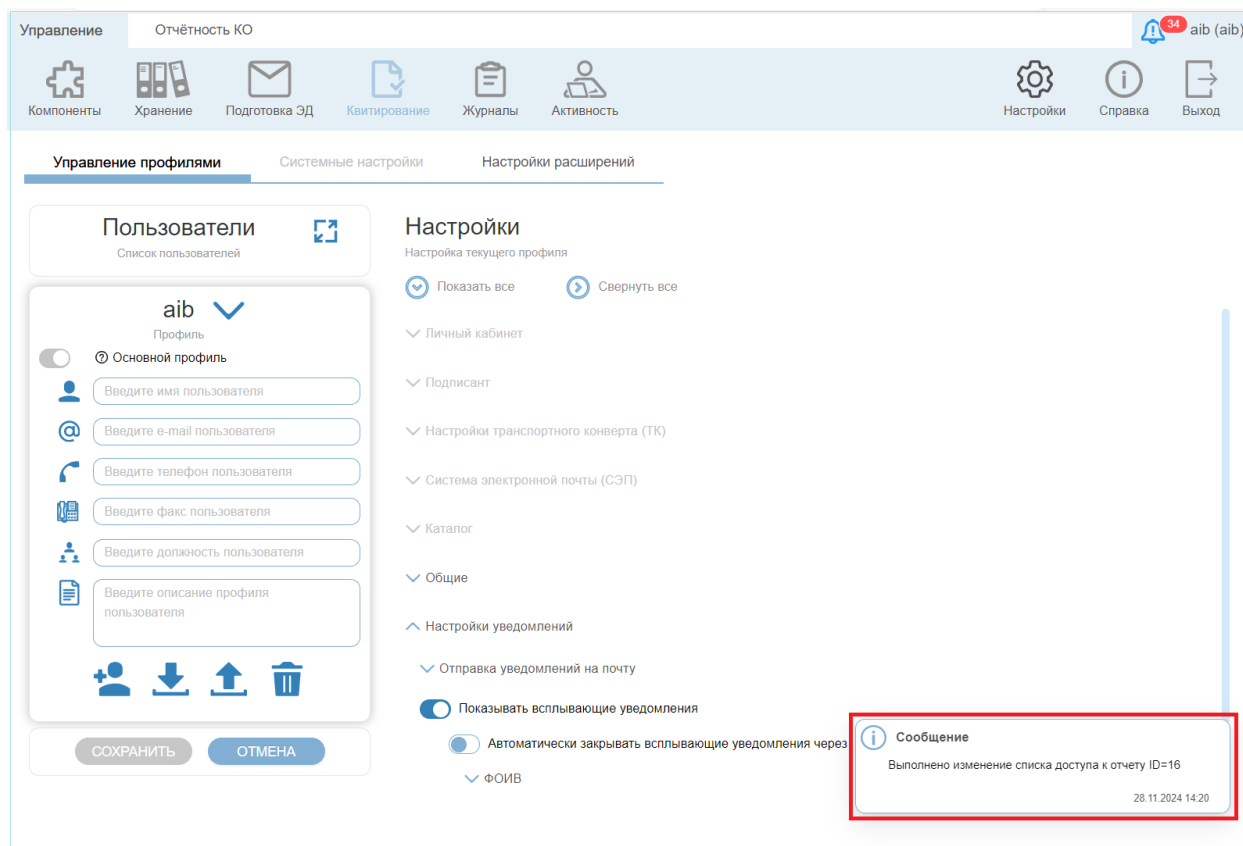 Управление
Отчётность КО
34
aib (aib)
Компоненты
Хранение
Подготовка ЭД
Квитирование
Журналы
Активность
Настройки
Справка
Выход
Управление профилями
Системные настройки
Настройки расширений
Пользователи
Список пользователей
aib
Профиль
Основной профиль
Введите имя пользователя
Введите e-mail пользователя
Введите телефон пользователя
Введите факс пользователя
Введите должность пользователя
Введите описание профиля
пользователя
СОХРАНИТЬ
ОТМЕНА
Настройки
Настройка текущего профиля
Показать все
Свернуть все
Личный кабинет
Подписант
Настройки транспортного конверта (ТК)
Система электронной почты (СЭП)
Каталог
Общие
Настройки уведомлений
Отправка уведомлений на почту
Показывать всплывающие уведомления
Автоматически закрывать всплывающие уведомления через
ФОИВ
Сообщение
Выполнено изменение списка доступа к отчету ID=16
28.11.2024 14:20